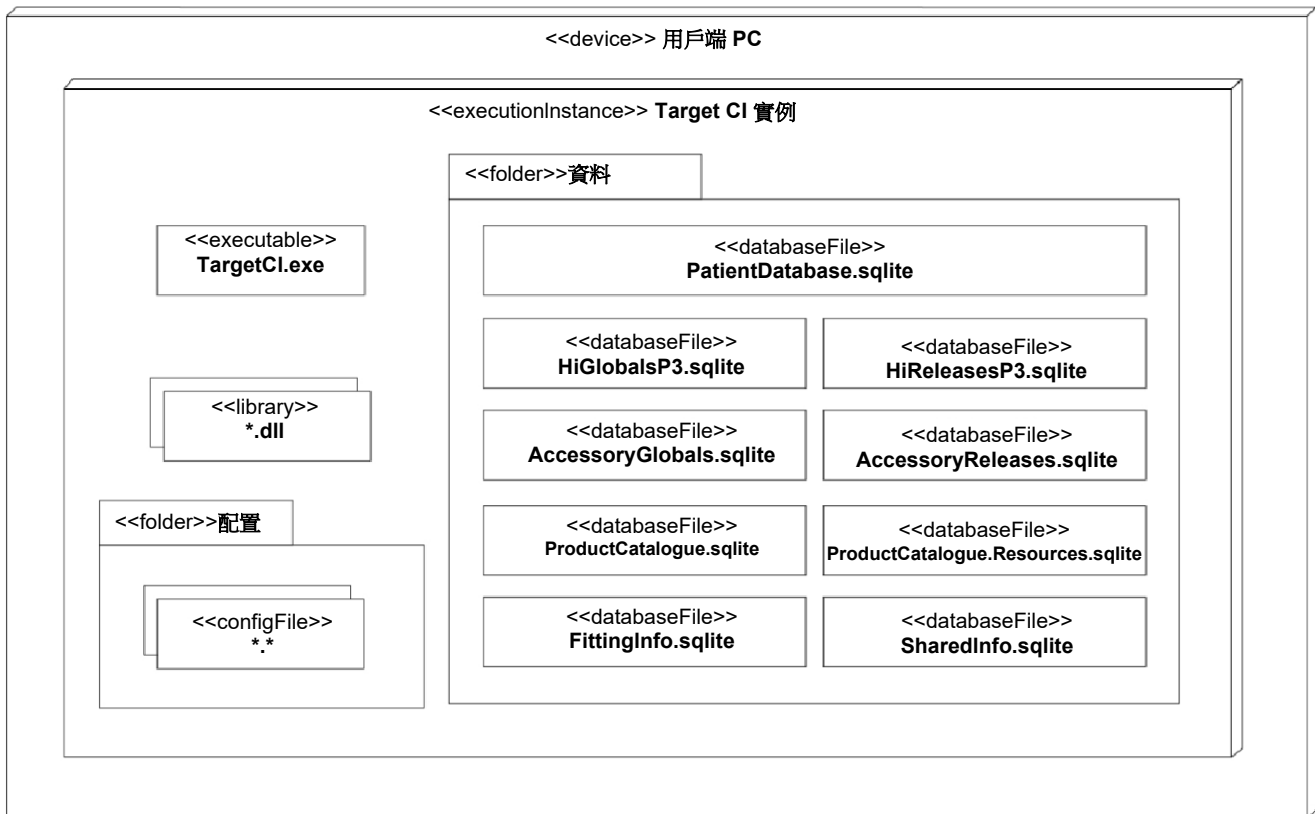 <<device>> 用戶端 PC
<<executionInstance>> Target CI 實例
<<folder>>資料
<<executable>>
TargetCI.exe
<<library>>
*.dll
<<folder>>配置
<<configFile>>
*.*
<<databaseFile>>
PatientDatabase.sqlite
<<databaseFile>>
HiGlobalsP3.sqlite
<<databaseFile>>
HiReleasesP3.sqlite
<<databaseFile>>
AccessoryGlobals.sqlite
<<databaseFile>>
AccessoryReleases.sqlite
<<databaseFile>>
ProductCatalogue.sqlite
<<databaseFile>>
ProductCatalogue.Resources.sqlite
<<databaseFile>>
FittingInfo.sqlite
<<databaseFile>>
SharedInfo.sqlite